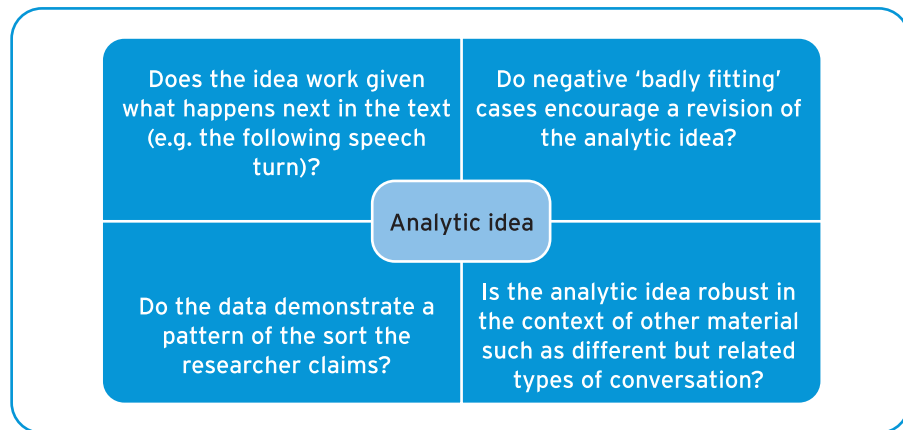 Does the idea work given
what happens next in the text
(e.g. the following speech
turn)?
Do negative ‘badly fitting’
cases encourage a revision of
the analytic idea?
Analytic idea
Do the data demonstrate a
pattern of the sort the
researcher claims?
Is the analytic idea robust in
the context of other material
such as different but related
types of conversation?